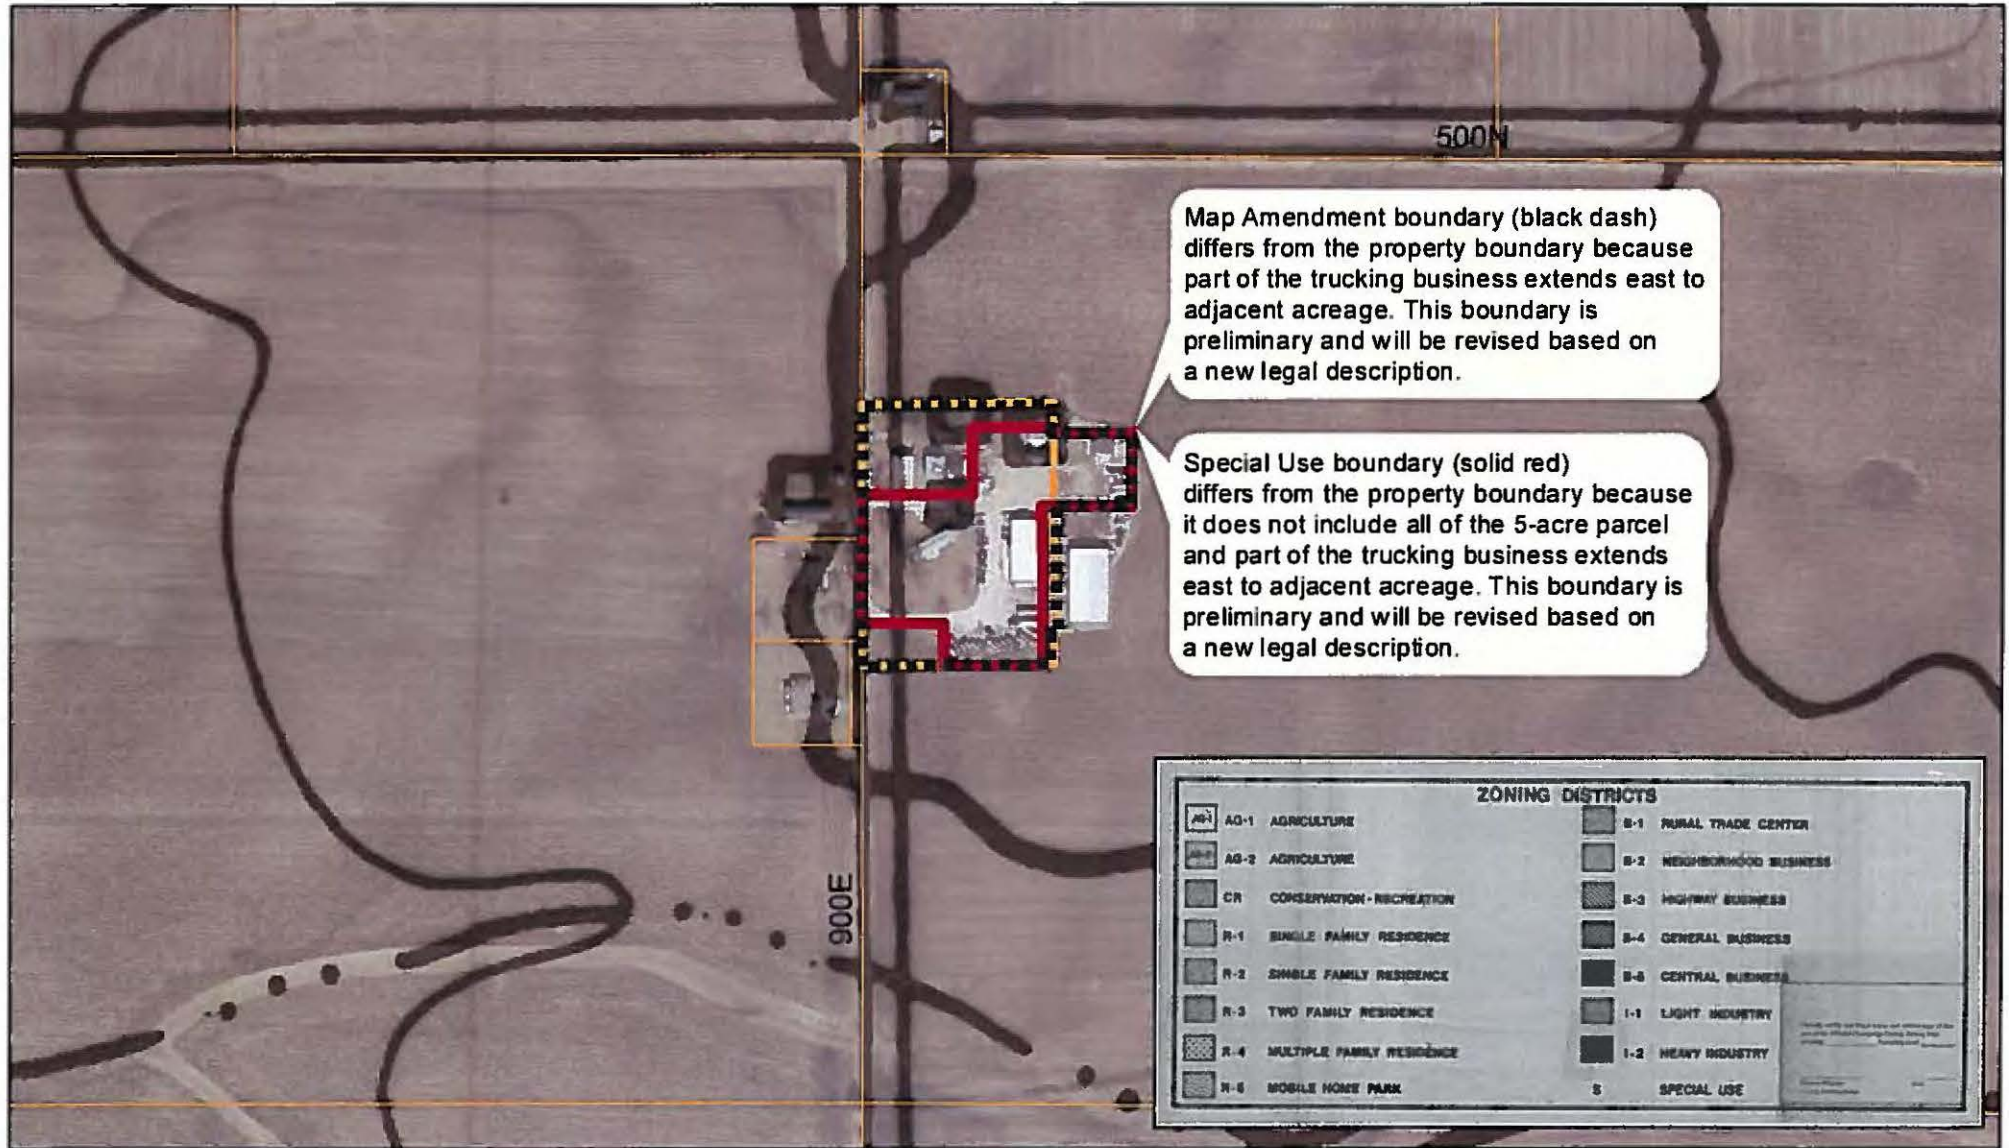 500N
Map Amendment boundary (black dash)
differs from the property boundary because
part of the trucking business extends east to
adjacent acreage. This boundary is
preliminary and will be revised based on
a new legal description.
Special Use boundary (solid red)
differs from the property boundary because
it does not include all of the 5-acre parcel
and part of the trucking business extends
east to adjacent acreage. This boundary is
preliminary and will be revised based on
a new legal description.
900E
ZONING DISTRICTS
AG-1 AG-1 AGRICULTURE
AG-2 AGRICULTURE
CR CONSERVATION-RECREATION
R-1 SINGLE FAMILY RESIDENCE
R-2 SINGLE FAMILY RESIDENCE
R-3 TWO FAMILY RESIDENCE
R-4 MULTIPLE FAMILY RESIDENCE
R-5 MOBILE HOME PARK
B-1 RURAL TRADE CENTER
B-2 NEIGHBORHOOD BUSINESS
B-3 HIGHWAY BUSINESS
B-4 GENERAL BUSINESS
B-5 CENTRAL BUSINESS
I-1 LIGHT INDUSTRY
I-2 HEAVY INDUSTRY
S SPECIAL USE